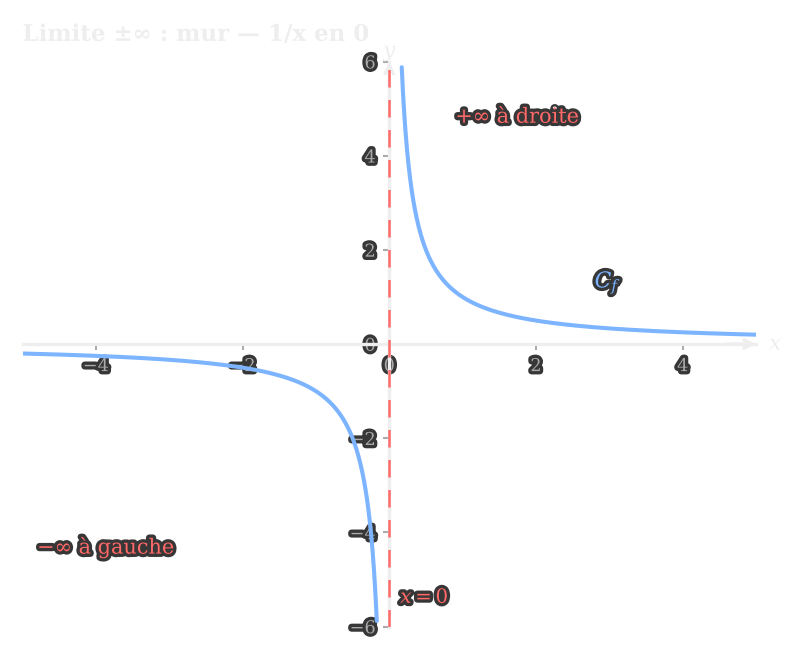 Limite ±∞ : mur — 1/x en 0
y
6
+∞ à droite
4
2
C_f
0
x
−4
−2
0
2
4
−2
−4
−∞ à gauche
x = 0
−6